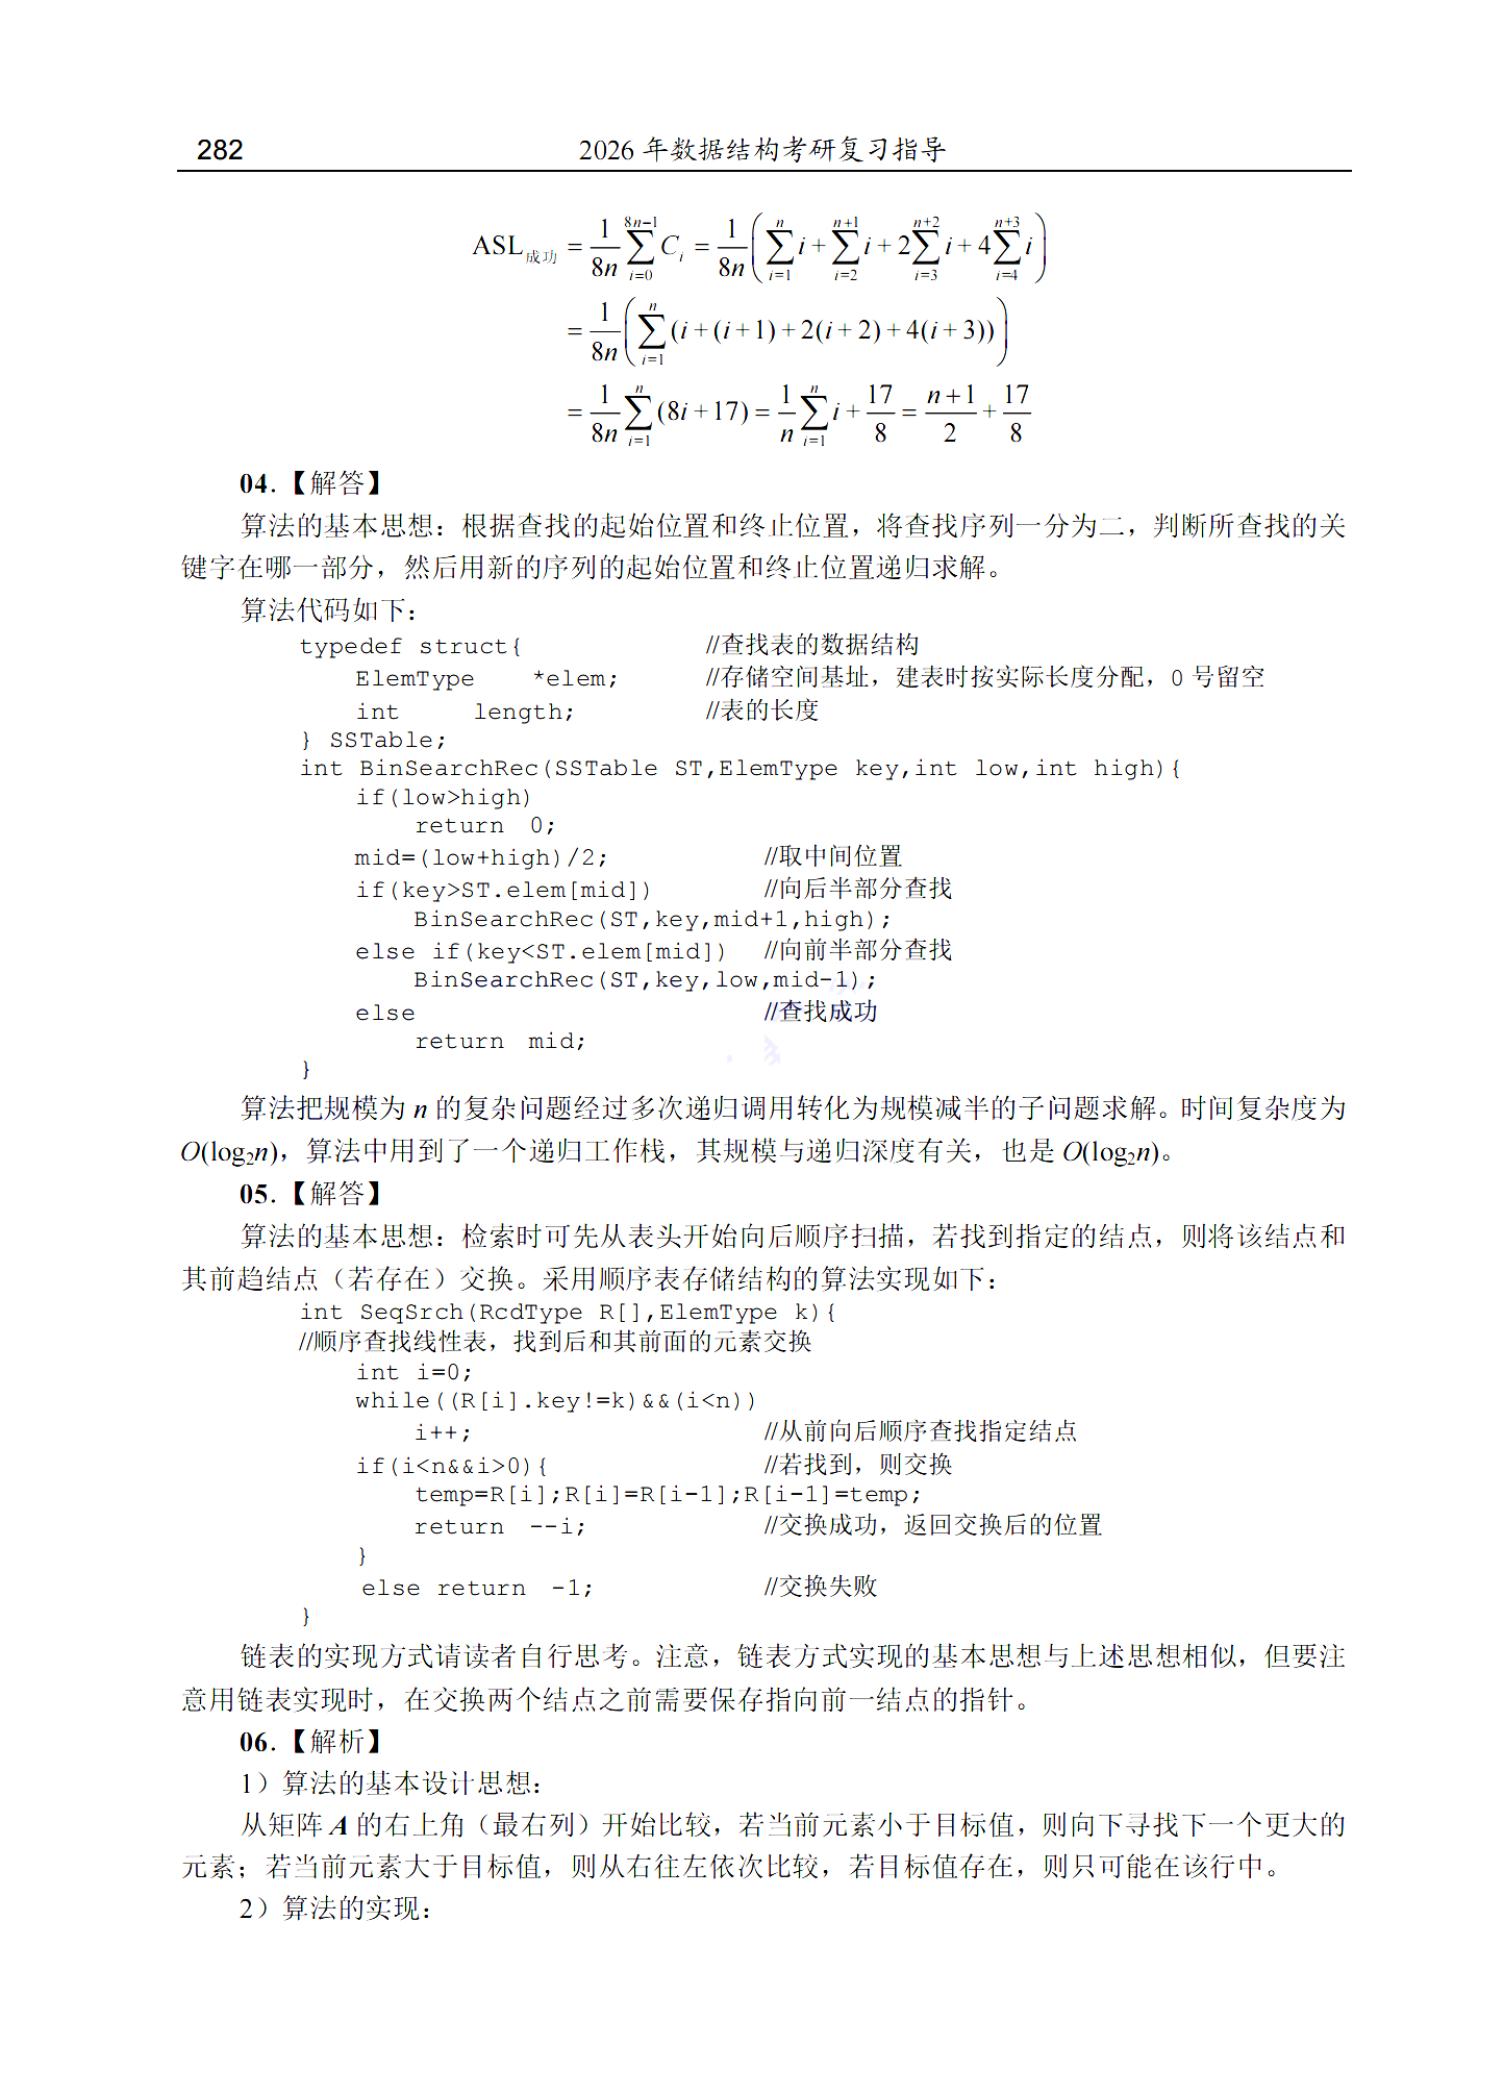 282 2026 年数据结构考研复习指导
ASL成功 = 1/(8n) ∑_{i=0}^{8n−1} C_i = 1/(8n) (∑_{i=1}^{n} i + ∑_{i=2}^{n+1} i + 2∑_{i=3}^{n+2} i + 4∑_{i=4}^{n+3} i)
= 1/(8n) (∑_{i=1}^{n} (i + (i+1) + 2(i+2) + 4(i+3)))
= 1/(8n) ∑_{i=1}^{n} (8i+17) = 1/n ∑_{i=1}^{n} i + 17/8 = (n+1)/2 + 17/8
04.【解答】
算法的基本思想：根据查找的起始位置和终止位置，将查找序列一分为二，判断所查找的关
键字在哪一部分，然后用新的序列的起始位置和终止位置递归求解。
算法代码如下：
typedef struct{ //查找表的数据结构
ElemType *elem; //存储空间基址，建表时按实际长度分配，0 号留空
int length; //表的长度
} SSTable;
int BinSearchRec(SSTable ST,ElemType key,int low,int high){
if(low>high)
return 0;
mid=(low+high)/2; //取中间位置
if(key>ST.elem[mid]) //向后半部分查找
BinSearchRec(ST,key,mid+1,high);
else if(key<ST.elem[mid]) //向前半部分查找
BinSearchRec(ST,key,low,mid-1);
else //查找成功
return mid;
}
算法把规模为 n 的复杂问题经过多次递归调用转化为规模减半的子问题求解。时间复杂度为
O(log₂n)，算法中用到了一个递归工作栈，其规模与递归深度有关，也是 O(log₂n)。
05.【解答】
算法的基本思想：检索时可先从表头开始向后顺序扫描，若找到指定的结点，则将该结点和
其前趋结点（若存在）交换。采用顺序表存储结构的算法实现如下：
int SeqSrch(RcdType R[],ElemType k){
//顺序查找线性表，找到后和其前面的元素交换
int i=0;
while((R[i].key!=k)&&(i<n))
i++; //从前向后顺序查找指定结点
if(i<n&&i>0){ //若找到，则交换
temp=R[i];R[i]=R[i-1];R[i-1]=temp;
return --i; //交换成功，返回交换后的位置
}
else return -1; //交换失败
}
链表的实现方式请读者自行思考。注意，链表方式实现的基本思想与上述思想相似，但要注
意用链表实现时，在交换两个结点之前需要保存指向前一结点的指针。
06.【解析】
1）算法的基本设计思想：
从矩阵 A 的右上角（最右列）开始比较，若当前元素小于目标值，则向下寻找下一个更大的
元素；若当前元素大于目标值，则从右往左依次比较，若目标值存在，则只可能在该行中。
2）算法的实现：